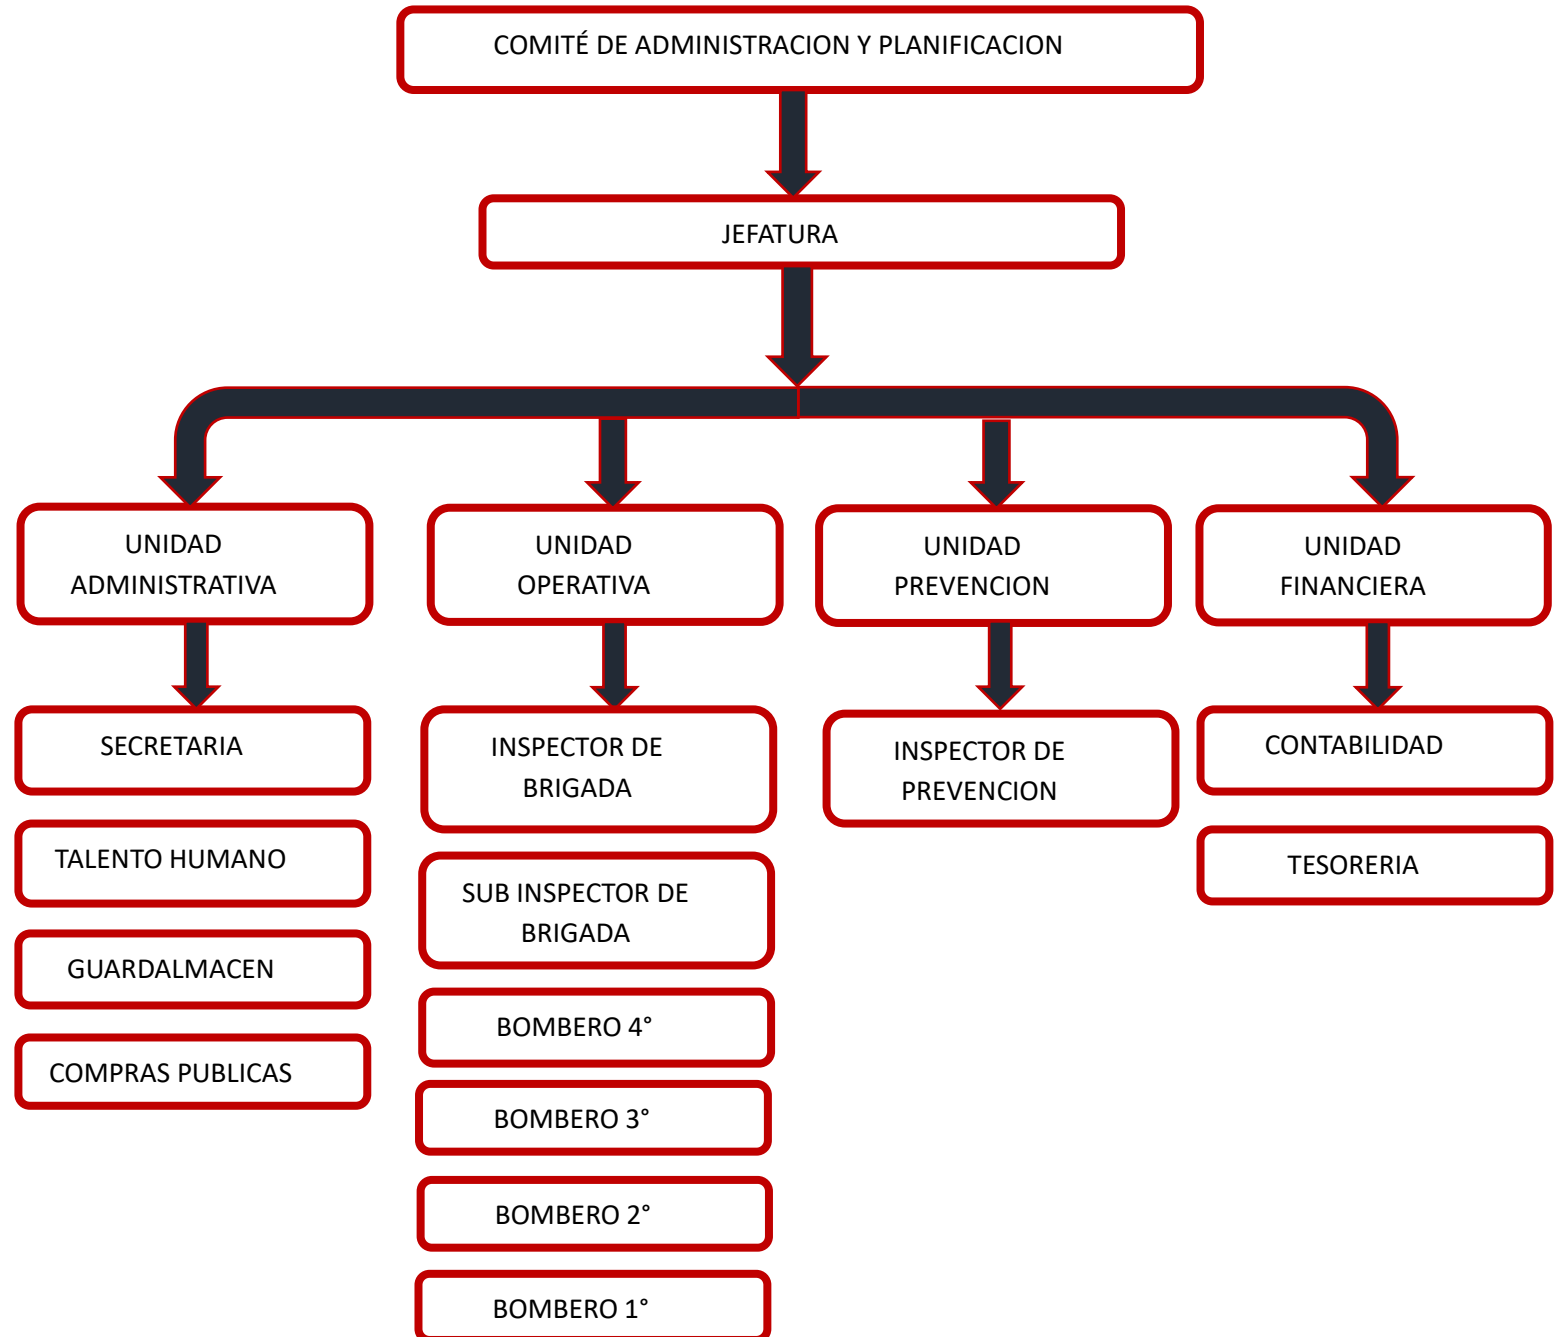 COMITÉ DE ADMINISTRACION Y PLANIFICACION
JEFATURA
UNIDAD
ADMINISTRATIVA
UNIDAD
OPERATIVA
UNIDAD
PREVENCION
UNIDAD
FINANCIERA
SECRETARIA
TALENTO HUMANO
GUARDALMACEN
COMPRAS PUBLICAS
INSPECTOR DE
BRIGADA
SUB INSPECTOR DE
BRIGADA
BOMBERO 4°
BOMBERO 3°
BOMBERO 2°
BOMBERO 1°
INSPECTOR DE
PREVENCION
CONTABILIDAD
TESORERIA